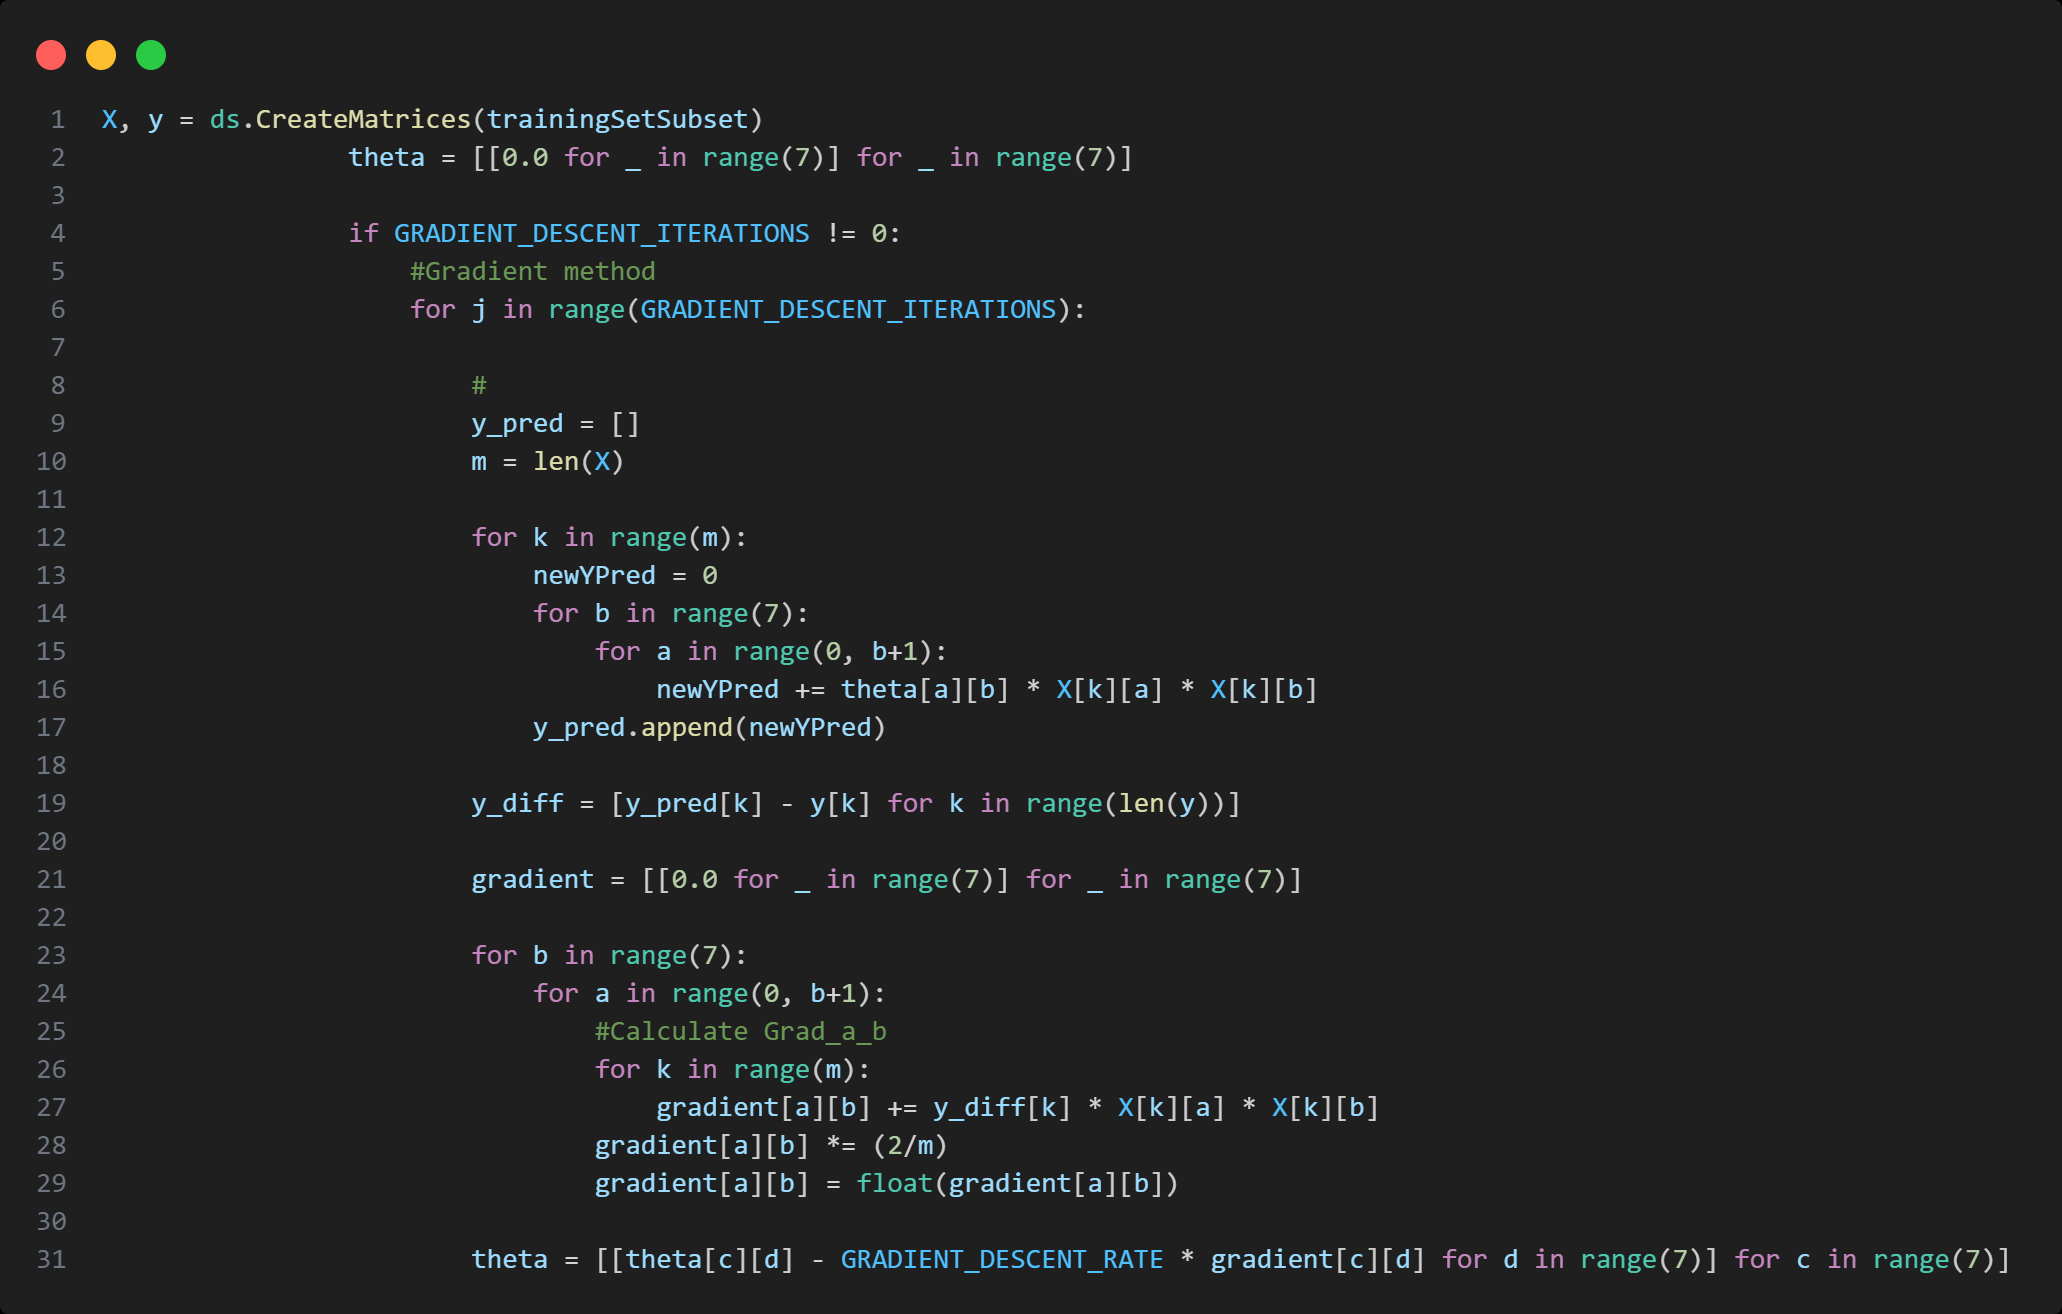 1 X, y = ds.CreateMatrices(trainingSetSubset)
2                 theta = [[0.0 for _ in range(7)] for _ in range(7)]
3
4                 if GRADIENT_DESCENT_ITERATIONS != 0:
5                     #Gradient method
6                     for j in range(GRADIENT_DESCENT_ITERATIONS):
7
8                         #
9                         y_pred = []
10                         m = len(X)
11
12                         for k in range(m):
13                             newYPred = 0
14                             for b in range(7):
15                                 for a in range(0, b+1):
16                                     newYPred += theta[a][b] * X[k][a] * X[k][b]
17                             y_pred.append(newYPred)
18
19                         y_diff = [y_pred[k] - y[k] for k in range(len(y))]
20
21                         gradient = [[0.0 for _ in range(7)] for _ in range(7)]
22
23                         for b in range(7):
24                             for a in range(0, b+1):
25                                 #Calculate Grad_a_b
26                                 for k in range(m):
27                                     gradient[a][b] += y_diff[k] * X[k][a] * X[k][b]
28                                 gradient[a][b] *= (2/m)
29                                 gradient[a][b] = float(gradient[a][b])
30
31                         theta = [[theta[c][d] - GRADIENT_DESCENT_RATE * gradient[c][d] for d in range(7)] for c in range(7)]